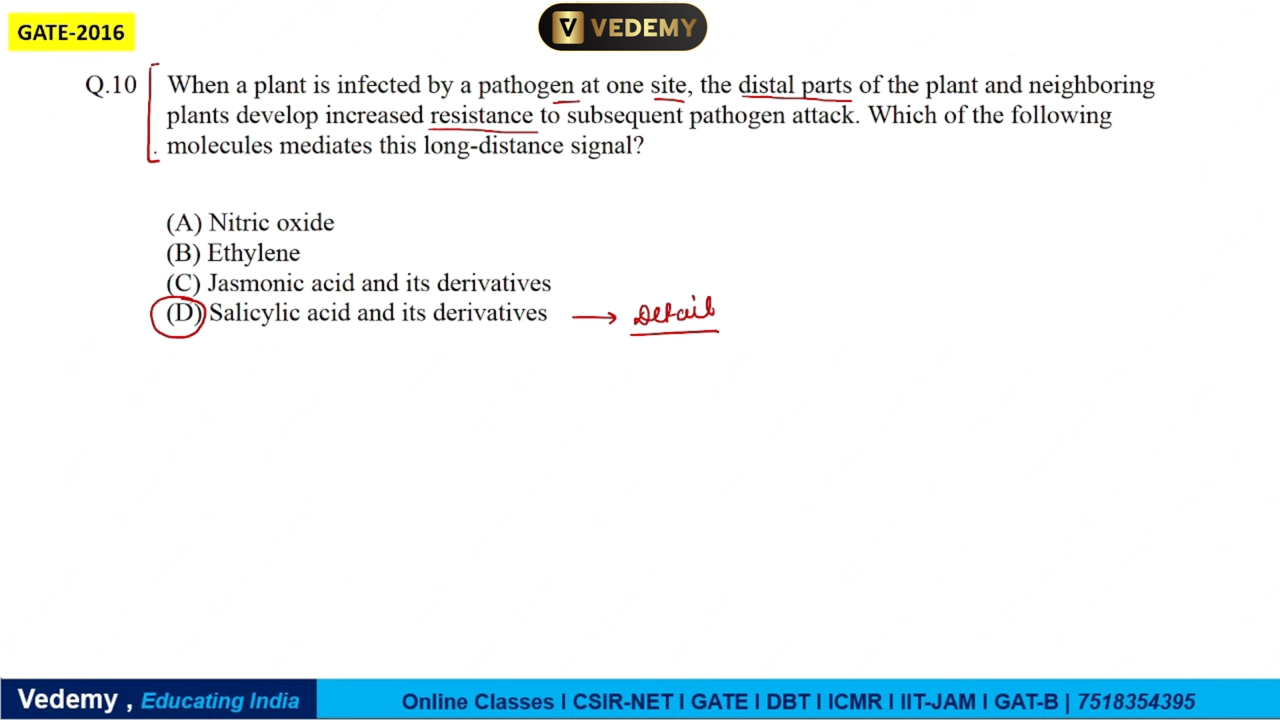 GATE-2016
VEDEMY
Q.10 When a plant is infected by a pathogen at one site, the distal parts of the plant and neighboring
plants develop increased resistance to subsequent pathogen attack. Which of the following
molecules mediates this long-distance signal?
(A) Nitric oxide
(B) Ethylene
(C) Jasmonic acid and its derivatives
(D) Salicylic acid and its derivatives → Detail
Vedemy , Educating India
Online Classes I CSIR-NET I GATE I DBT I ICMR I IIT-JAM I GAT-B | 7518354395